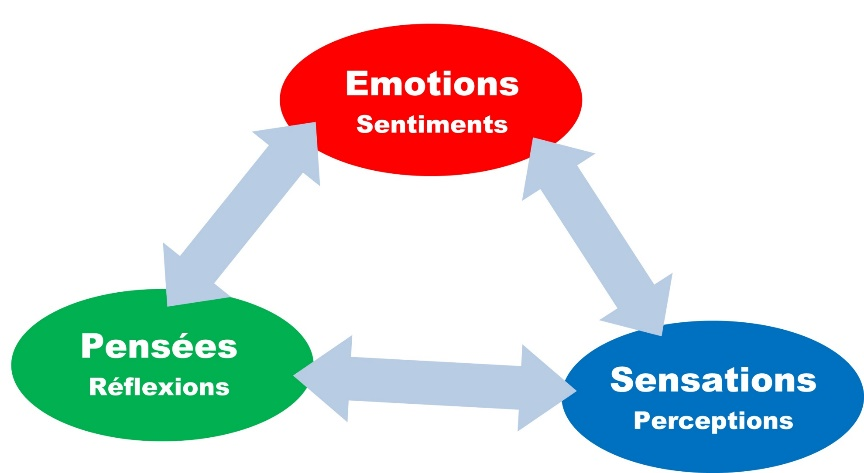 Emotions
Sentiments
Pensées
Réflexions
Sensations
Perceptions